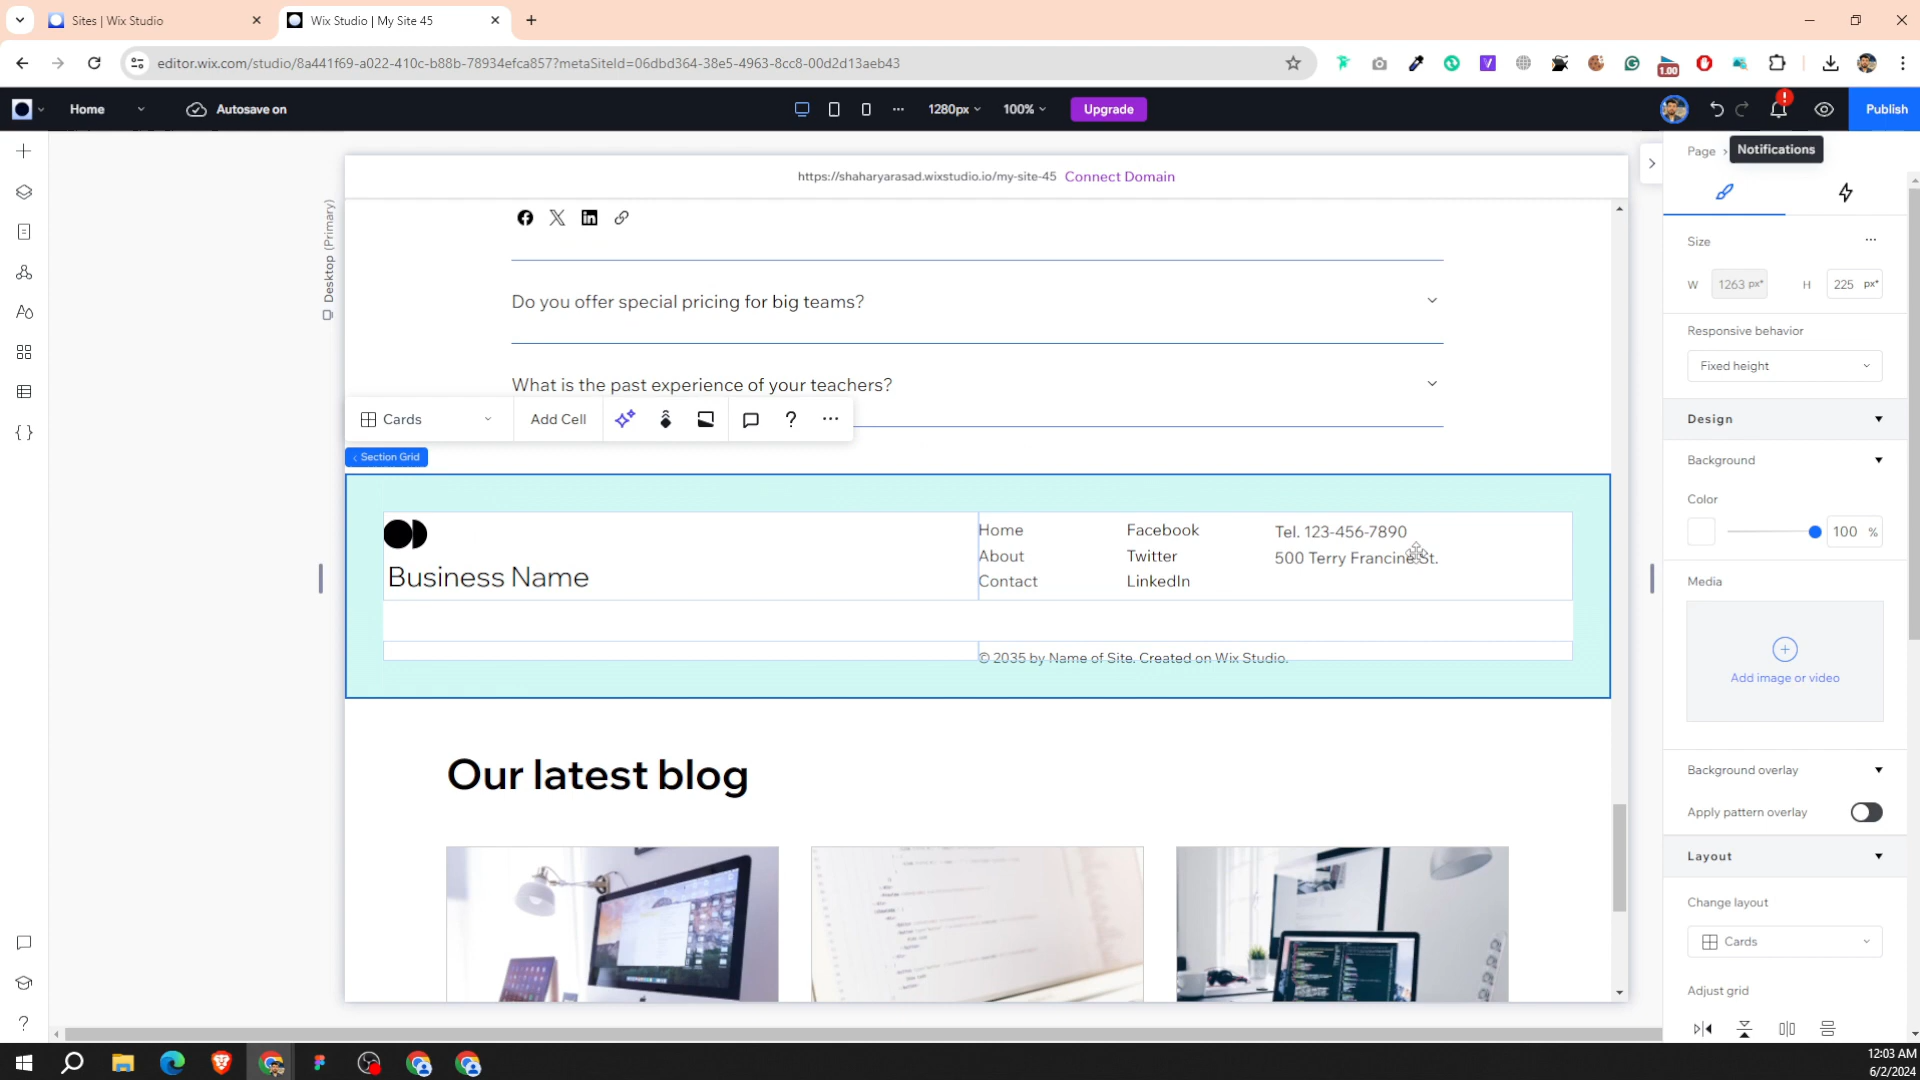 Sites | Wix Studio
Wix Studio | My Site 45
editor.wix.com/studio/8a441f69-a022-410c-b88b-78934efca857?metaSiteId=06dbd364-38e5-4963-8cc8-00d2d13aeb43
1.00
Home
Autosave on
1280px
100%
Upgrade
Publish
Page
Notifications
https://shaharyarasad.wixstudio.io/my-site-45 Connect Domain
Desktop (Primary)
Size
W 1263 px* H 225 px*
Do you offer special pricing for big teams?
Responsive behavior
Fixed height
What is the past experience of your teachers?
Cards
Add Cell
Design
Section Grid
Background
Color
100 %
Home Facebook Tel. 123-456-7890
About Twitter 500 Terry Francine St.
Contact LinkedIn
Business Name
Media
© 2035 by Name of Site. Created on Wix Studio.
Add image or video
Our latest blog
Background overlay
Apply pattern overlay
Layout
Change layout
Cards
Adjust grid
12:03 AM
6/2/2024